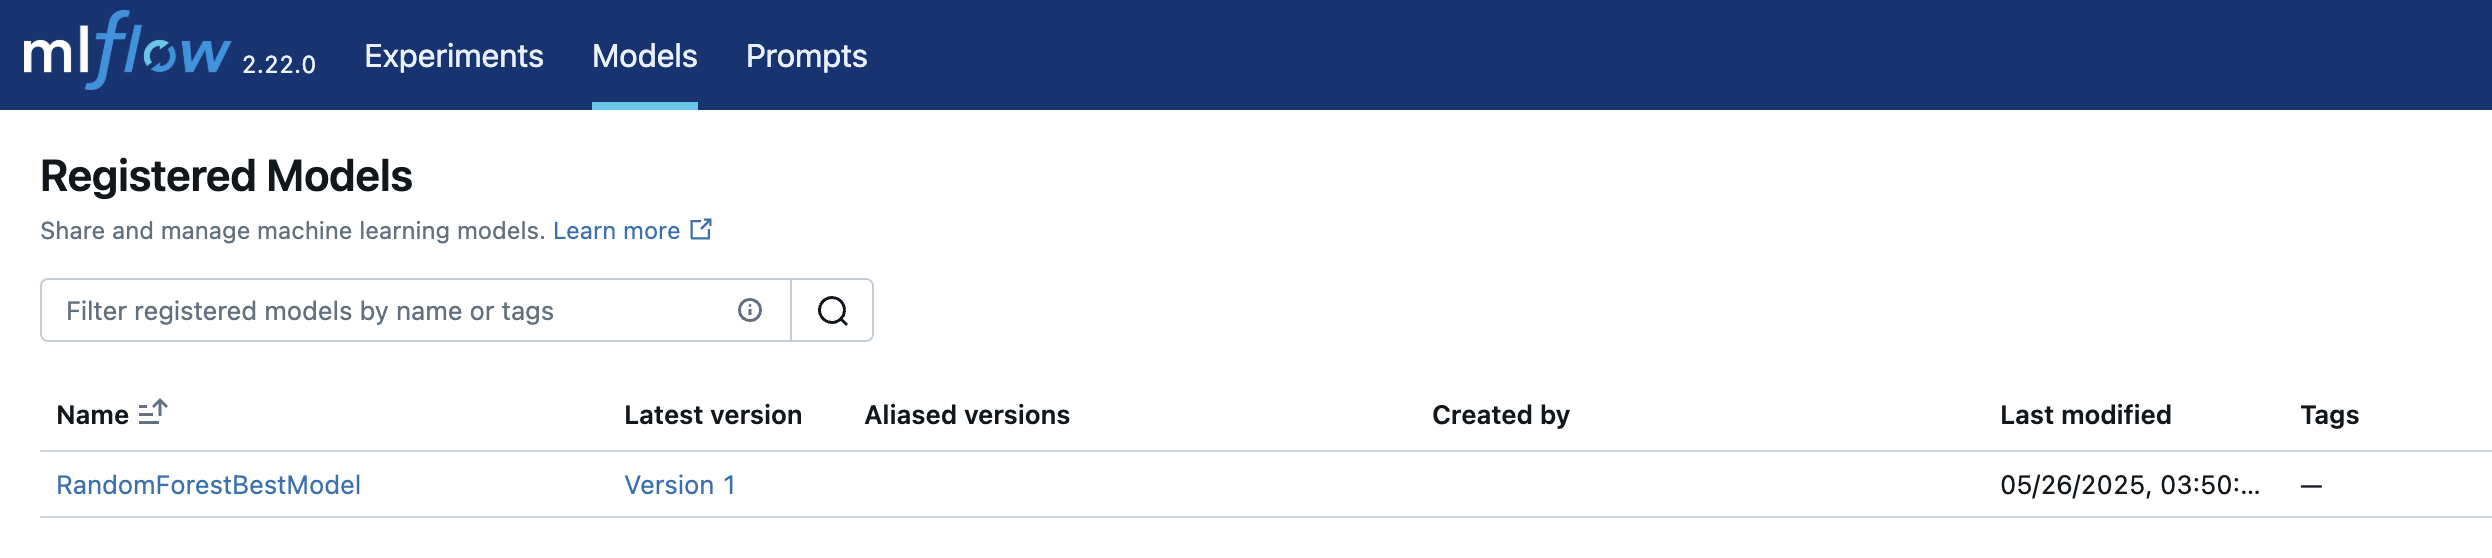 mlflow 2.22.0 Experiments Models Prompts
Registered Models
Share and manage machine learning models. Learn more
Filter registered models by name or tags
Name Latest version Aliased versions Created by Last modified Tags
RandomForestBestModel Version 1 05/26/2025, 03:50:... —